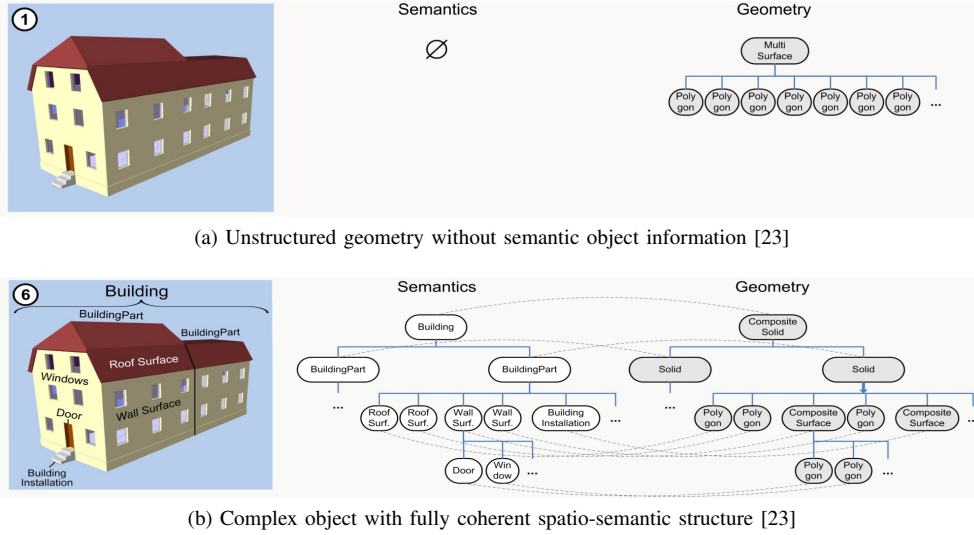 1
Semantics
Geometry
∅
Multi
Surface
Poly
gon
Poly
gon
Poly
gon
Poly
gon
Poly
gon
Poly
gon
Poly
gon
...
(a) Unstructured geometry without semantic object information [23]
6
Building
BuildingPart
BuildingPart
Roof Surface
Windows
Wall Surface
Door
Building
Installation
Semantics
Geometry
Building
Composite
Solid
BuildingPart
BuildingPart
Solid
Solid
...
Roof
Surf.
Roof
Surf.
Wall
Surf.
Wall
Surf.
Building
Installation
...
...
Poly
gon
Poly
gon
Composite
Surface
Poly
gon
Composite
Surface
...
Door
Win
dow
...
Poly
gon
Poly
gon
...
(b) Complex object with fully coherent spatio-semantic structure [23]